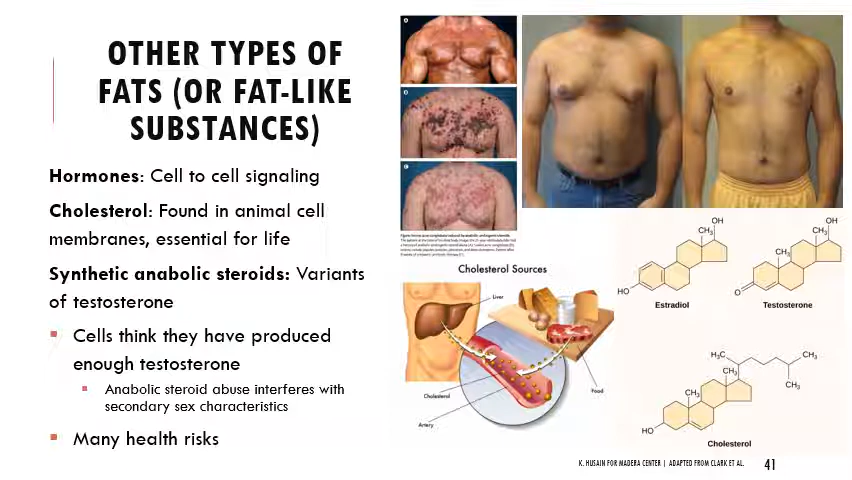 OTHER TYPES OF
FATS (OR FAT-LIKE
SUBSTANCES)
Hormones: Cell to cell signaling
Cholesterol: Found in animal cell
membranes, essential for life
Synthetic anabolic steroids: Variants
of testosterone
Cells think they have produced
enough testosterone
Anabolic steroid abuse interferes with
secondary sex characteristics
Many health risks
Cholesterol Sources
Liver
Food
Cholesterol
Artery
OH
CH₃
HO
Estradiol
OH
CH₃
CH₃
O
Testosterone
H₃C
CH₃
CH₃
CH₃
CH₃
HO
Cholesterol
K. HUSAIN FOR MADERA CENTER | ADAPTED FROM CLARK ET AL.
41